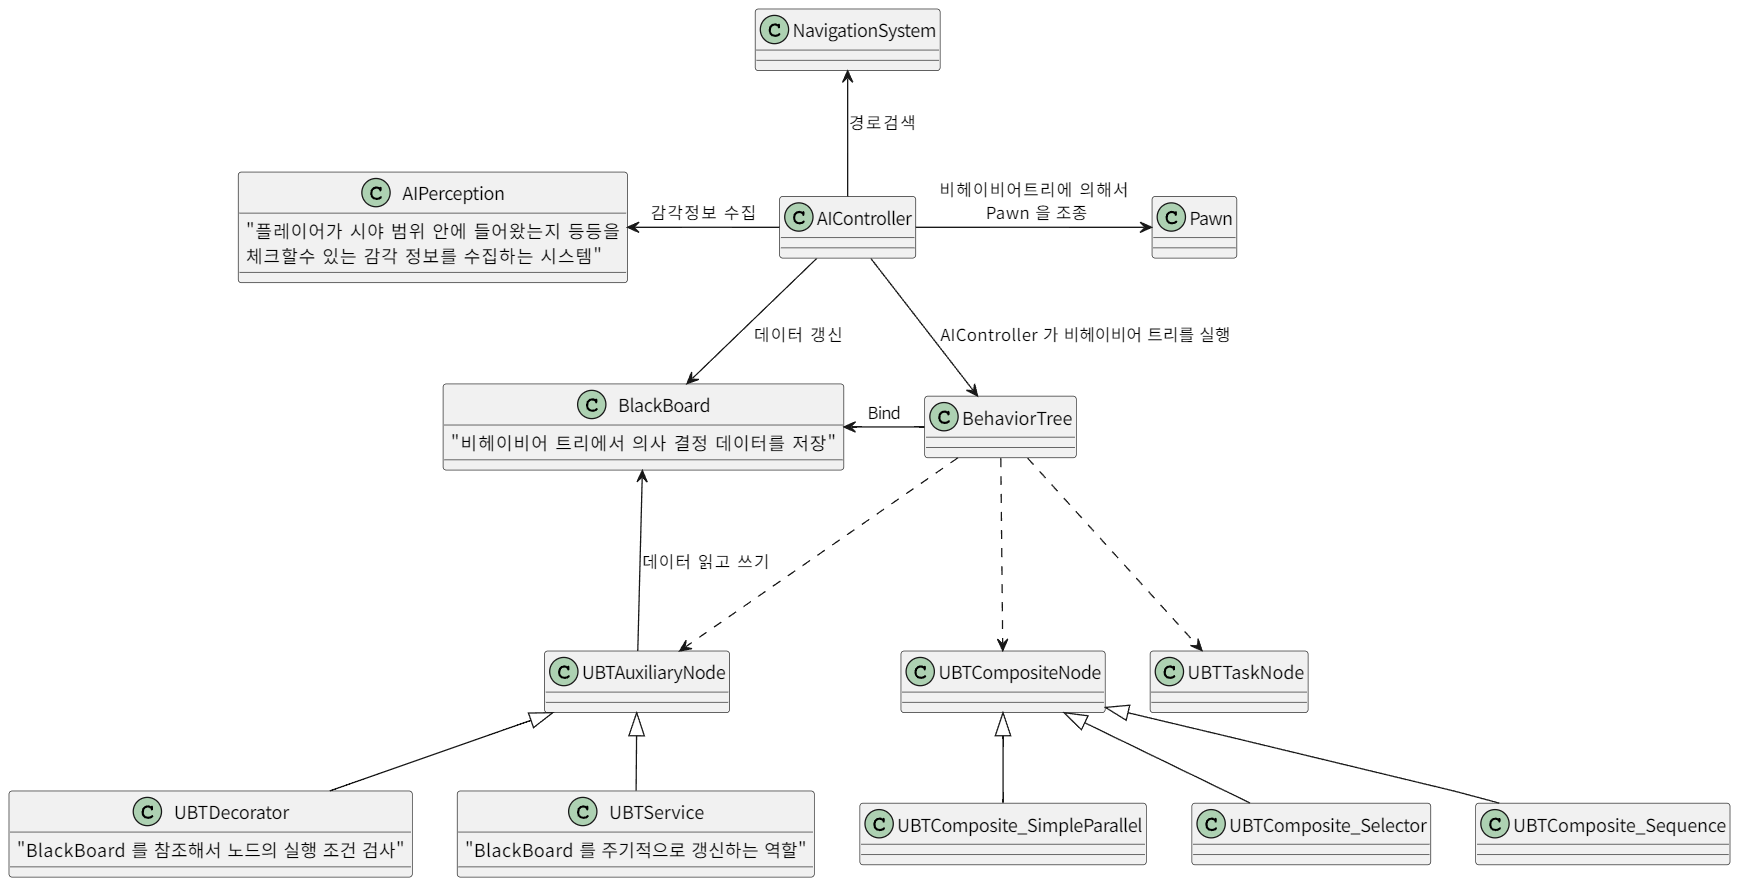 C NavigationSystem
경로검색
C AIPerception
"플레이어가 시야 범위 안에 들어왔는지 등등을
체크할수 있는 감각 정보를 수집하는 시스템"
감각정보 수집
C AIController
비헤이비어트리에 의해서
Pawn 을 조종
C Pawn
데이터 갱신
AIController 가 비헤이비어 트리를 실행
C BlackBoard
"비헤이비어 트리에서 의사 결정 데이터를 저장"
Bind
C BehaviorTree
데이터 읽고 쓰기
C UBTAuxiliaryNode
C UBTCompositeNode
C UBTTaskNode
C UBTDecorator
"BlackBoard 를 참조해서 노드의 실행 조건 검사"
C UBTService
"BlackBoard 를 주기적으로 갱신하는 역할"
C UBTComposite_SimpleParallel
C UBTComposite_Selector
C UBTComposite_Sequence